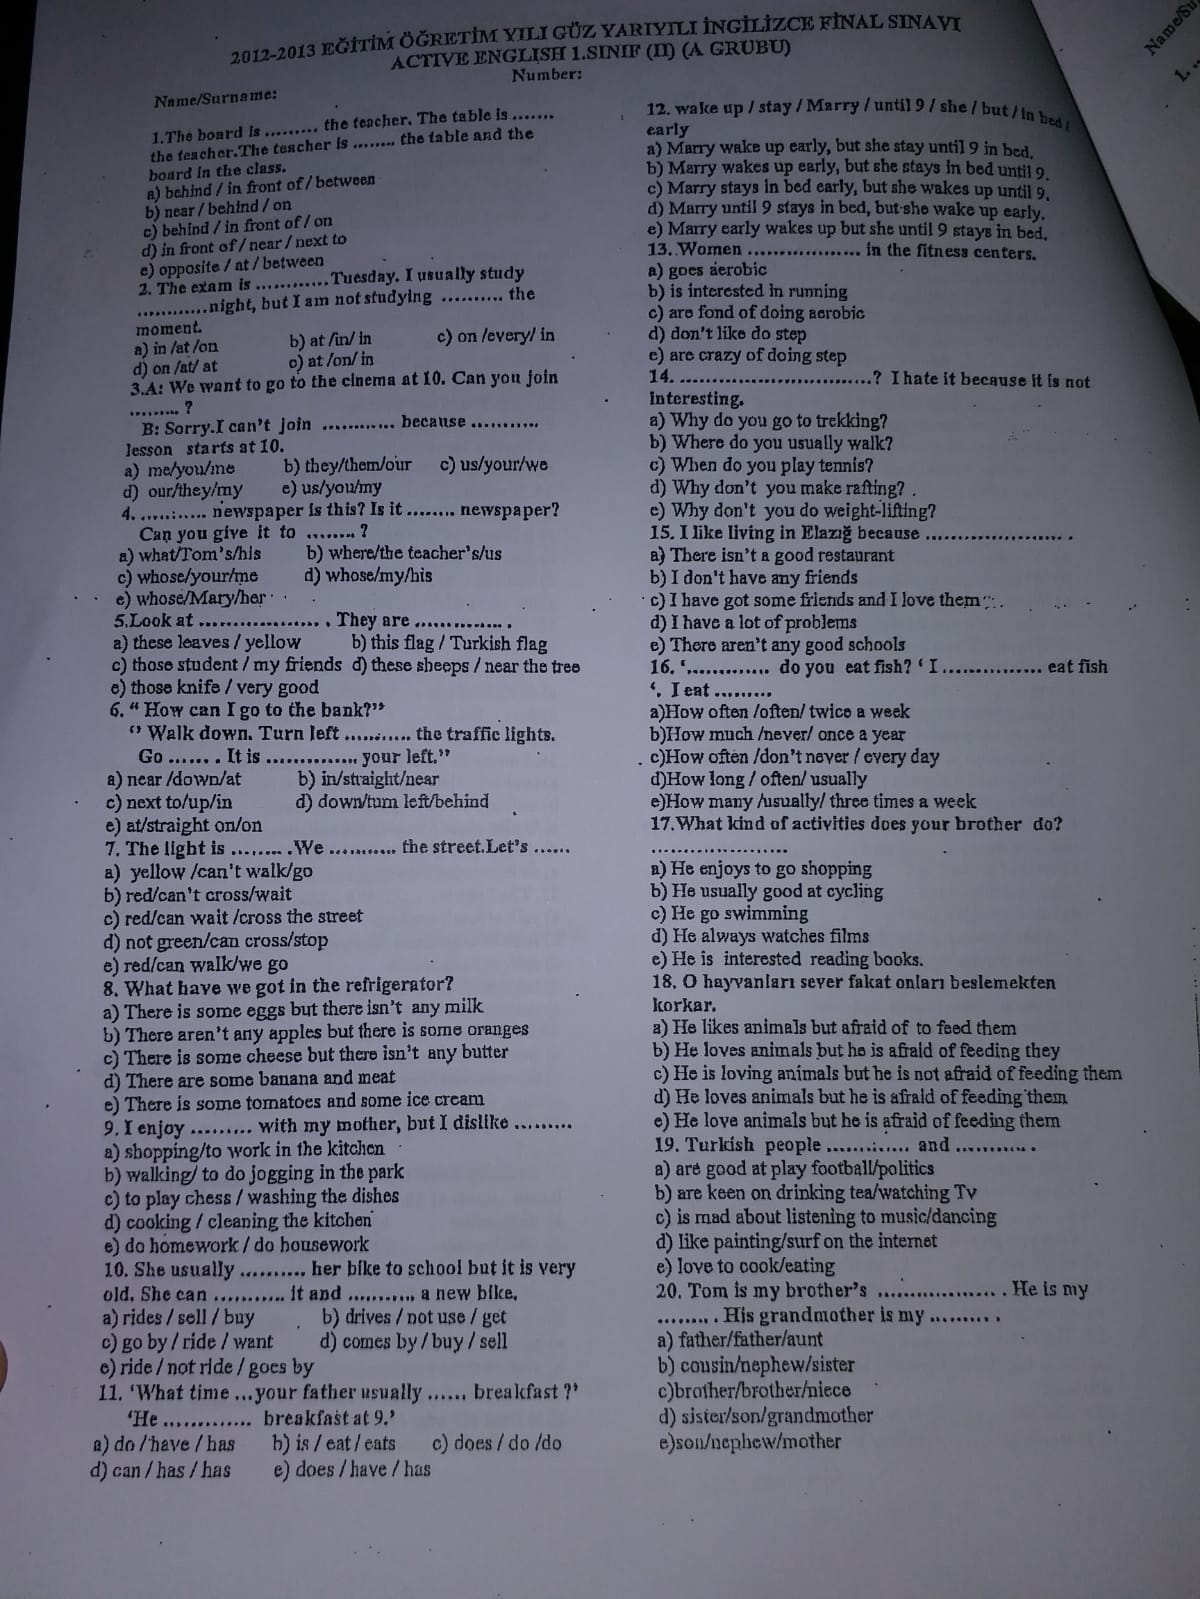 2012-2013 EĞİTİM ÖĞRETİM YILI GÜZ YARIYILI İNGİLİZCE FİNAL SINAVI
ACTIVE ENGLISH 1.SINIF (II) (A GRUBU)
Name/Surname:
Number:
1.The board is ......... the teacher. The table is .......
the teacher.The teacher is ........ the table and the
board in the class.
a) behind / in front of / between
b) near / behind / on
c) behind / in front of / on
d) in front of / near / next to
e) opposite / at / between
2. The exam is ............Tuesday. I usually study
............night, but I am not studying .......... the
moment.
a) in /at /on b) at /in/ in c) on /every/ in
d) on /at/ at e) at /on/ in
3.A: We want to go to the cinema at 10. Can you join
......... ?
B: Sorry.I can't join ............ because ...........
lesson starts at 10.
a) me/you/me b) they/them/our c) us/your/we
d) our/they/my e) us/you/my
4. ........... newspaper is this? Is it ........ newspaper?
Can you give it to ........ ?
a) what/Tom's/his b) where/the teacher's/us
c) whose/your/me d) whose/my/his
e) whose/Mary/her
5.Look at .................. . They are .............. .
a) these leaves / yellow b) this flag / Turkish flag
c) those student / my friends d) these sheeps / near the tree
e) those knife / very good
6. “ How can I go to the bank?”
“ Walk down. Turn left ........... the traffic lights.
Go ...... . It is .............. your left.”
a) near /down/at b) in/straight/near
c) next to/up/in d) down/turn left/behind
e) at/straight on/on
7. The light is ........ .We ........... the street.Let's ......
a) yellow /can't walk/go
b) red/can't cross/wait
c) red/can wait /cross the street
d) not green/can cross/stop
e) red/can walk/we go
8. What have we got in the refrigerator?
a) There is some eggs but there isn't any milk
b) There aren't any apples but there is some oranges
c) There is some cheese but there isn't any butter
d) There are some banana and meat
e) There is some tomatoes and some ice cream
9. I enjoy ......... with my mother, but I dislike .........
a) shopping/to work in the kitchen
b) walking/ to do jogging in the park
c) to play chess / washing the dishes
d) cooking / cleaning the kitchen
e) do homework / do housework
10. She usually .......... her bike to school but it is very
old. She can ........... it and .......... a new bike.
a) rides / sell / buy b) drives / not use / get
c) go by / ride / want d) comes by / buy / sell
e) ride / not ride / goes by
11. ‘What time ...your father usually ...... breakfast ?’
‘He ............. breakfast at 9.’
a) do / have / has b) is / eat / eats c) does / do /do
d) can / has / has e) does / have / has
12. wake up / stay / Marry / until 9 / she / but / in bed /
early
a) Marry wake up early, but she stay until 9 in bed.
b) Marry wakes up early, but she stays in bed until 9.
c) Marry stays in bed early, but she wakes up until 9.
d) Marry until 9 stays in bed, but she wake up early.
e) Marry early wakes up but she until 9 stays in bed.
13. Women ................. in the fitness centers.
a) goes aerobic
b) is interested in running
c) are fond of doing aerobic
d) don't like do step
e) are crazy of doing step
14. .............................? I hate it because it is not
interesting.
a) Why do you go to trekking?
b) Where do you usually walk?
c) When do you play tennis?
d) Why don't you make rafting? .
e) Why don't you do weight-lifting?
15. I like living in Elazığ because .................... .
a) There isn't a good restaurant
b) I don't have any friends
c) I have got some friends and I love them
d) I have a lot of problems
e) There aren't any good schools
16. ‘............. do you eat fish? ‘ I ............... eat fish
‘. I eat .........
a)How often /often/ twice a week
b)How much /never/ once a year
c)How often /don't never / every day
d)How long / often/ usually
e)How many /usually/ three times a week
17.What kind of activities does your brother do?
....................
a) He enjoys to go shopping
b) He usually good at cycling
c) He go swimming
d) He always watches films
e) He is interested reading books.
18. O hayvanları sever fakat onları beslemekten
korkar.
a) He likes animals but afraid of to feed them
b) He loves animals but he is afraid of feeding they
c) He is loving animals but he is not afraid of feeding them
d) He loves animals but he is afraid of feeding them
e) He love animals but he is afraid of feeding them
19. Turkish people ............. and ........... .
a) are good at play football/politics
b) are keen on drinking tea/watching Tv
c) is mad about listening to music/dancing
d) like painting/surf on the internet
e) love to cook/eating
20. Tom is my brother's .................. . He is my
........ . His grandmother is my ......... .
a) father/father/aunt
b) cousin/nephew/sister
c)brother/brother/niece
d) sister/son/grandmother
e)son/nephew/mother
Name/Su
1. ..